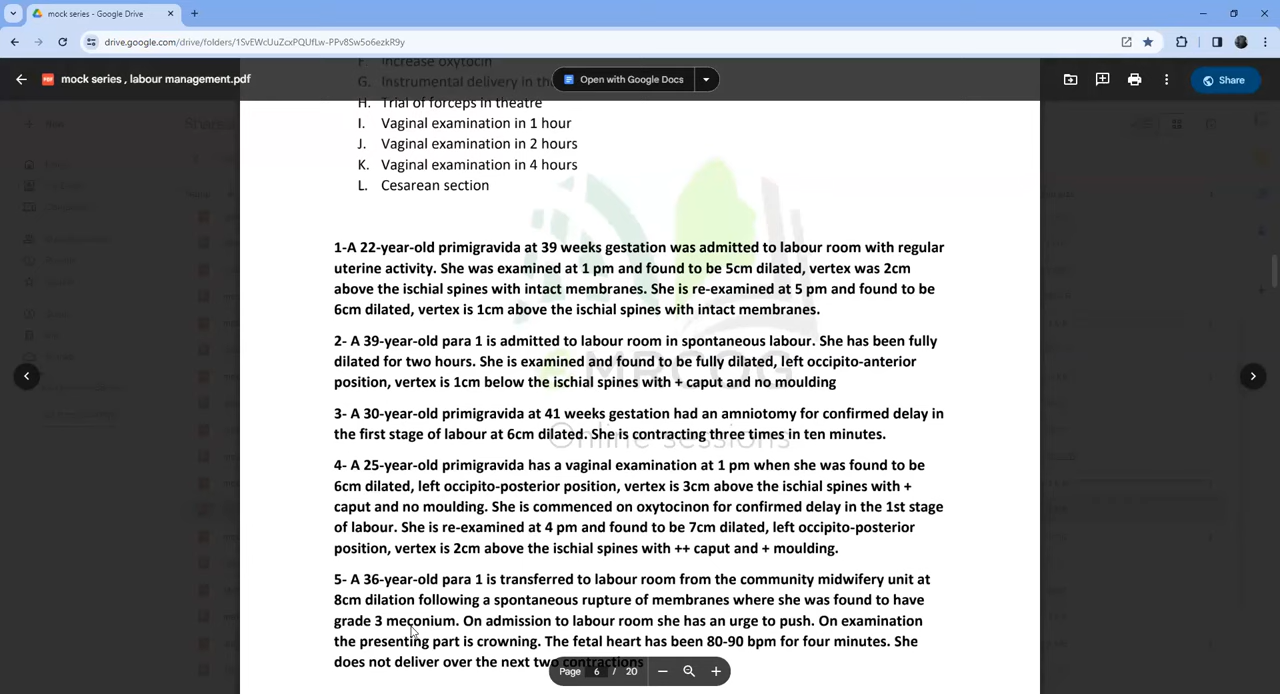 mock series - Google Drive
drive.google.com/drive/folders/1SvEWcUuZcxPQUfLw-PPv8Sw5o6ezkR9y
mock series , labour management.pdf
Open with Google Docs
Share
F. Increase oxytocin
G. Instrumental delivery in the
H. Trial of forceps in theatre
I. Vaginal examination in 1 hour
J. Vaginal examination in 2 hours
K. Vaginal examination in 4 hours
L. Cesarean section
1-A 22-year-old primigravida at 39 weeks gestation was admitted to labour room with regular
uterine activity. She was examined at 1 pm and found to be 5cm dilated, vertex was 2cm
above the ischial spines with intact membranes. She is re-examined at 5 pm and found to be
6cm dilated, vertex is 1cm above the ischial spines with intact membranes.
2- A 39-year-old para 1 is admitted to labour room in spontaneous labour. She has been fully
dilated for two hours. She is examined and found to be fully dilated, left occipito-anterior
position, vertex is 1cm below the ischial spines with + caput and no moulding
3- A 30-year-old primigravida at 41 weeks gestation had an amniotomy for confirmed delay in
the first stage of labour at 6cm dilated. She is contracting three times in ten minutes.
4- A 25-year-old primigravida has a vaginal examination at 1 pm when she was found to be
6cm dilated, left occipito-posterior position, vertex is 3cm above the ischial spines with +
caput and no moulding. She is commenced on oxytocinon for confirmed delay in the 1st stage
of labour. She is re-examined at 4 pm and found to be 7cm dilated, left occipito-posterior
position, vertex is 2cm above the ischial spines with ++ caput and + moulding.
5- A 36-year-old para 1 is transferred to labour room from the community midwifery unit at
8cm dilation following a spontaneous rupture of membranes where she was found to have
grade 3 meconium. On admission to labour room she has an urge to push. On examination
the presenting part is crowning. The fetal heart has been 80-90 bpm for four minutes. She
does not deliver over the next two contractions
eMRCOG
Online sessions
Page 6 / 20